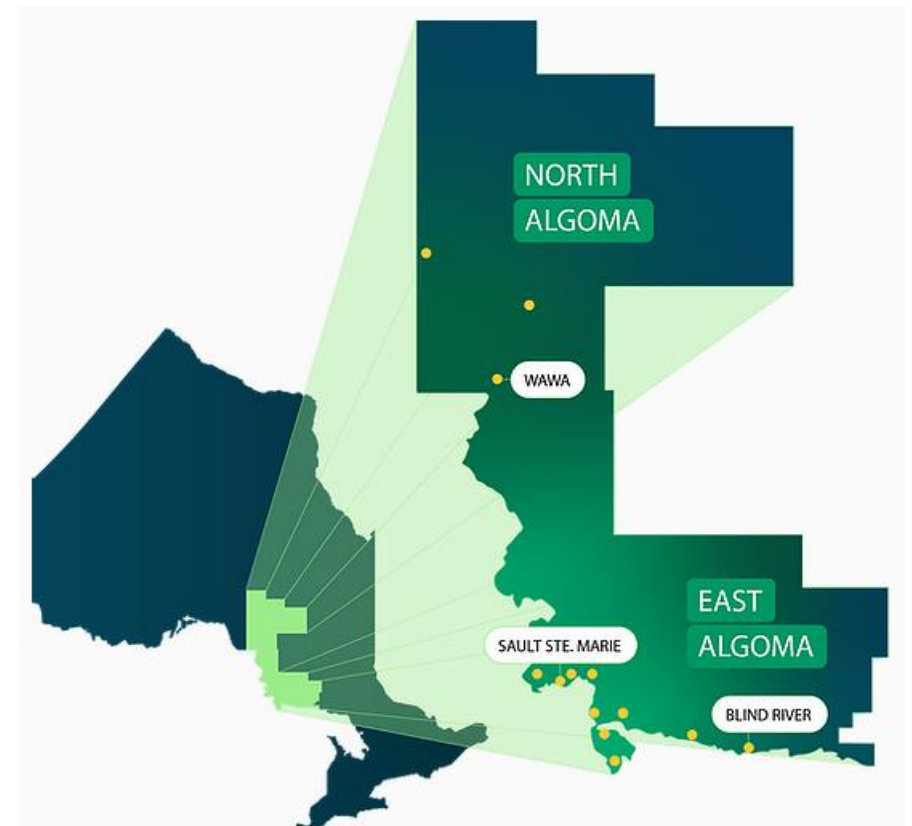 NORTH
ALGOMA
WAWA
EAST
ALGOMA
SAULT STE. MARIE
BLIND RIVER